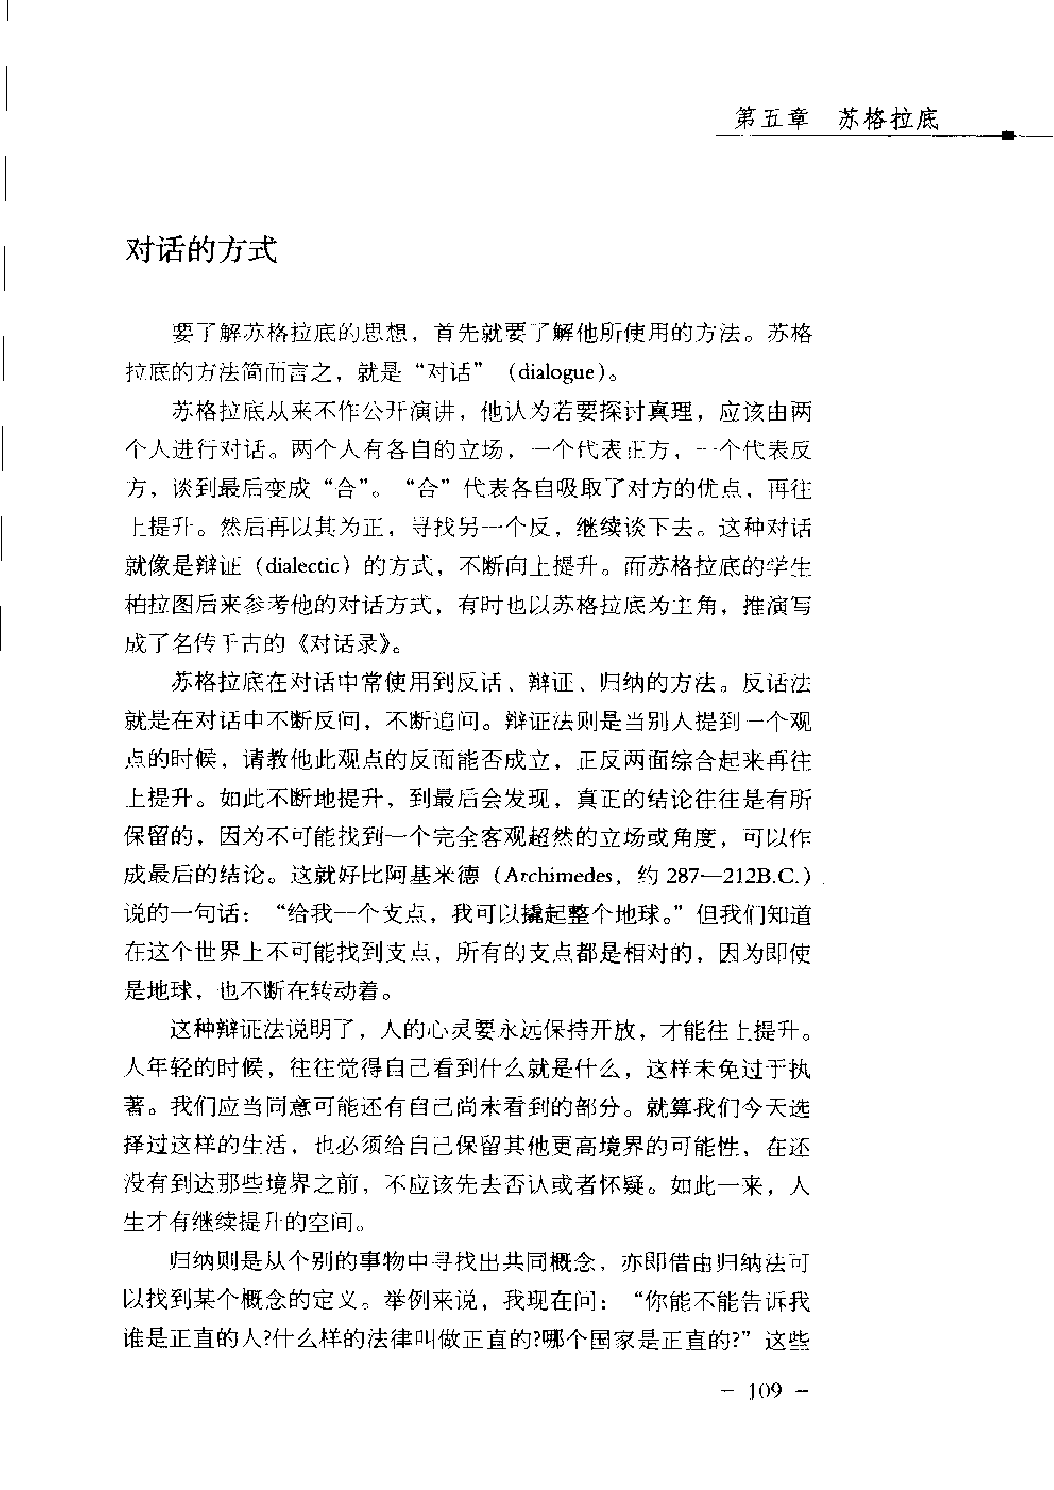 第五章 苏格拉底
对话的方式
要了解苏格拉底的思想，首先就要了解他所使用的方法。苏格
拉底的方法简而言之，就是“对话”（dialogue）。
苏格拉底从来不作公开演讲，他认为若要探讨真理，应该由两
个人进行对话。两个人有各自的立场，一个代表正方，一个代表反
方，谈到最后变成“合”。“合”代表各自吸取了对方的优点，再往
上提升。然后再以其为正，寻找另一个反，继续谈下去。这种对话
就像是辩证（dialectic）的方式，不断向上提升。而苏格拉底的学生
柏拉图后来参考他的对话方式，有时也以苏格拉底为主角，推演写
成了名传千古的《对话录》。
苏格拉底在对话中常使用到反诘、辩证、归纳的方法。反诘法
就是在对话中不断反问，不断追问。辩证法则是当别人提到一个观
点的时候，请教他此观点的反面能否成立，正反两面综合起来再往
上提升。如此不断地提升，到最后会发现，真正的结论往往是有所
保留的，因为不可能找到一个完全客观超然的立场或角度，可以作
成最后的结论。这就好比阿基米德（Archimedes，约 287—212B.C.）
说的一句话：“给我一个支点，我可以撬起整个地球。”但我们知道
在这个世界上不可能找到支点，所有的支点都是相对的，因为即使
是地球，也不断在转动着。
这种辩证法说明了，人的心灵要永远保持开放，才能往上提升。
人年轻的时候，往往觉得自己看到什么就是什么，这样未免过于执
著。我们应当同意可能还有自己尚未看到的部分。就算我们今天选
择过这样的生活，也必须给自己保留其他更高境界的可能性，在还
没有到达那些境界之前，不应该先去否认或者怀疑。如此一来，人
生才有继续提升的空间。
归纳则是从个别的事物中寻找出共同概念，亦即借由归纳法可
以找到某个概念的定义。举例来说，我现在问：“你能不能告诉我
谁是正直的人?什么样的法律叫做正直的?哪个国家是正直的?”这些
— 109 —